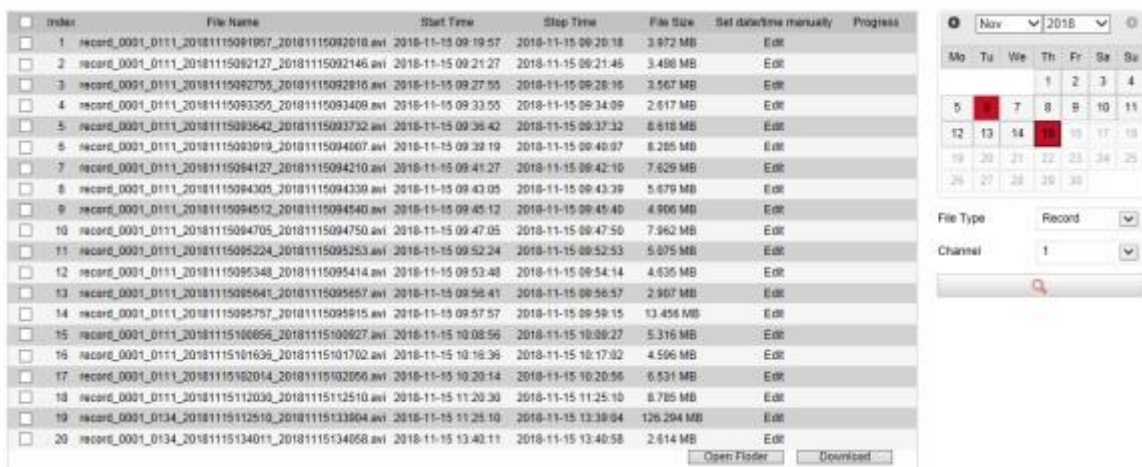 Index File Name Start Time Stop Time File Size Set date/time manually Progress
1 record_0001_0111_20181115091957_20181115092018.avi 2018-11-15 09:19:57 2018-11-15 09:20:18 3.972 MB Edit
2 record_0001_0111_20181115092127_20181115092146.avi 2018-11-15 09:21:27 2018-11-15 09:21:46 3.498 MB Edit
3 record_0001_0111_20181115092755_20181115092816.avi 2018-11-15 09:27:55 2018-11-15 09:28:16 3.567 MB Edit
4 record_0001_0111_20181115093355_20181115093409.avi 2018-11-15 09:33:55 2018-11-15 09:34:09 2.617 MB Edit
5 record_0001_0111_20181115093642_20181115093732.avi 2018-11-15 09:36:42 2018-11-15 09:37:32 8.618 MB Edit
6 record_0001_0111_20181115093919_20181115094007.avi 2018-11-15 09:39:19 2018-11-15 09:40:07 8.285 MB Edit
7 record_0001_0111_20181115094127_20181115094210.avi 2018-11-15 09:41:27 2018-11-15 09:42:10 7.629 MB Edit
8 record_0001_0111_20181115094305_20181115094339.avi 2018-11-15 09:43:05 2018-11-15 09:43:39 5.679 MB Edit
9 record_0001_0111_20181115094512_20181115094540.avi 2018-11-15 09:45:12 2018-11-15 09:45:40 4.906 MB Edit
10 record_0001_0111_20181115094705_20181115094750.avi 2018-11-15 09:47:05 2018-11-15 09:47:50 7.962 MB Edit
11 record_0001_0111_20181115095224_20181115095253.avi 2018-11-15 09:52:24 2018-11-15 09:52:53 5.075 MB Edit
12 record_0001_0111_20181115095348_20181115095414.avi 2018-11-15 09:53:48 2018-11-15 09:54:14 4.635 MB Edit
13 record_0001_0111_20181115095641_20181115095657.avi 2018-11-15 09:56:41 2018-11-15 09:56:57 2.907 MB Edit
14 record_0001_0111_20181115095757_20181115095915.avi 2018-11-15 09:57:57 2018-11-15 09:59:15 13.456 MB Edit
15 record_0001_0111_20181115100856_20181115100927.avi 2018-11-15 10:08:56 2018-11-15 10:09:27 5.316 MB Edit
16 record_0001_0111_20181115101636_20181115101702.avi 2018-11-15 10:16:36 2018-11-15 10:17:02 4.596 MB Edit
17 record_0001_0111_20181115102014_20181115102056.avi 2018-11-15 10:20:14 2018-11-15 10:20:56 6.531 MB Edit
18 record_0001_0111_20181115112030_20181115112510.avi 2018-11-15 11:20:30 2018-11-15 11:25:10 8.785 MB Edit
19 record_0001_0134_20181115112510_20181115133904.avi 2018-11-15 11:25:10 2018-11-15 13:39:04 126.294 MB Edit
20 record_0001_0134_20181115134011_20181115134058.avi 2018-11-15 13:40:11 2018-11-15 13:40:58 2.614 MB Edit
Open Floder Download
Nov 2018
Mo Tu We Th Fr Sa Su
1 2 3 4
5 6 7 8 9 10 11
12 13 14 15 16 17 18
19 20 21 22 23 24 25
26 27 28 29 30
File Type Record
Channel 1